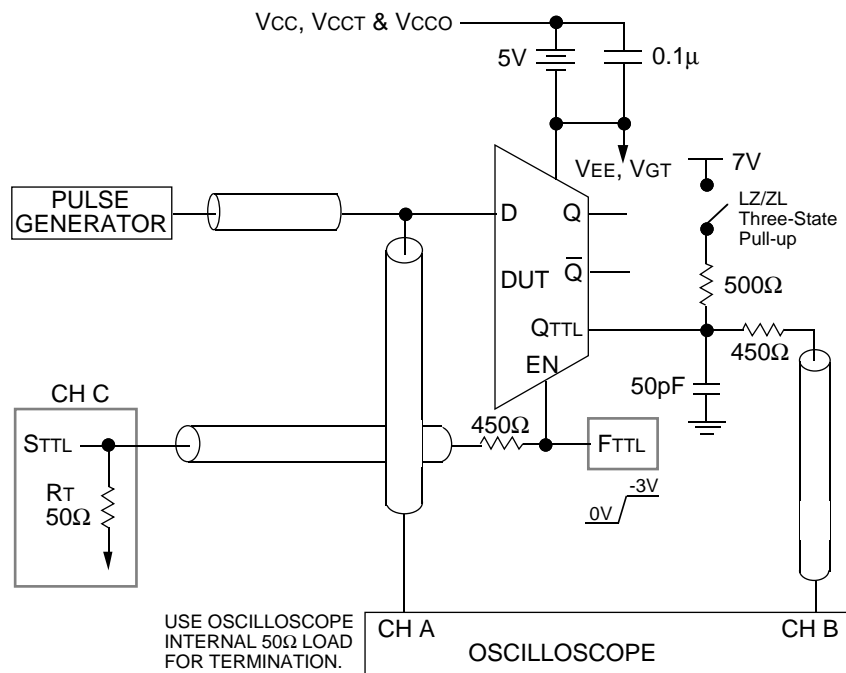 VCC, VCCT & VCCO
5V
0.1µ
VEE, VGT
7V
LZ/ZL
Three-State
Pull-up
PULSE
GENERATOR
D
Q
DUT
Q̅
500Ω
QTTL
450Ω
EN
50pF
CH C
STTL
450Ω
FTTL
RT
50Ω
-3V
0V
USE OSCILLOSCOPE
INTERNAL 50Ω LOAD
FOR TERMINATION.
CH A
CH B
OSCILLOSCOPE